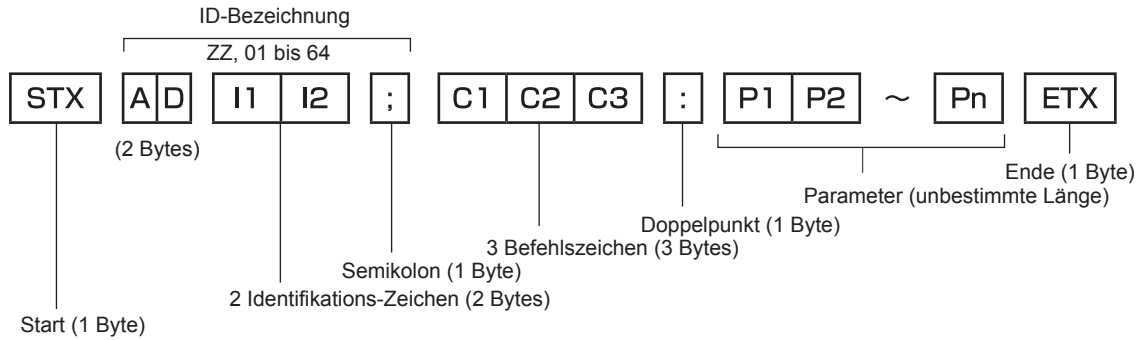 ID-Bezeichnung
ZZ, 01 bis 64
STX A D I1 I2 ; C1 C2 C3 : P1 P2 ～ Pn ETX
(2 Bytes)
Ende (1 Byte)
Parameter (unbestimmte Länge)
Doppelpunkt (1 Byte)
3 Befehlszeichen (3 Bytes)
Semikolon (1 Byte)
2 Identifikations-Zeichen (2 Bytes)
Start (1 Byte)